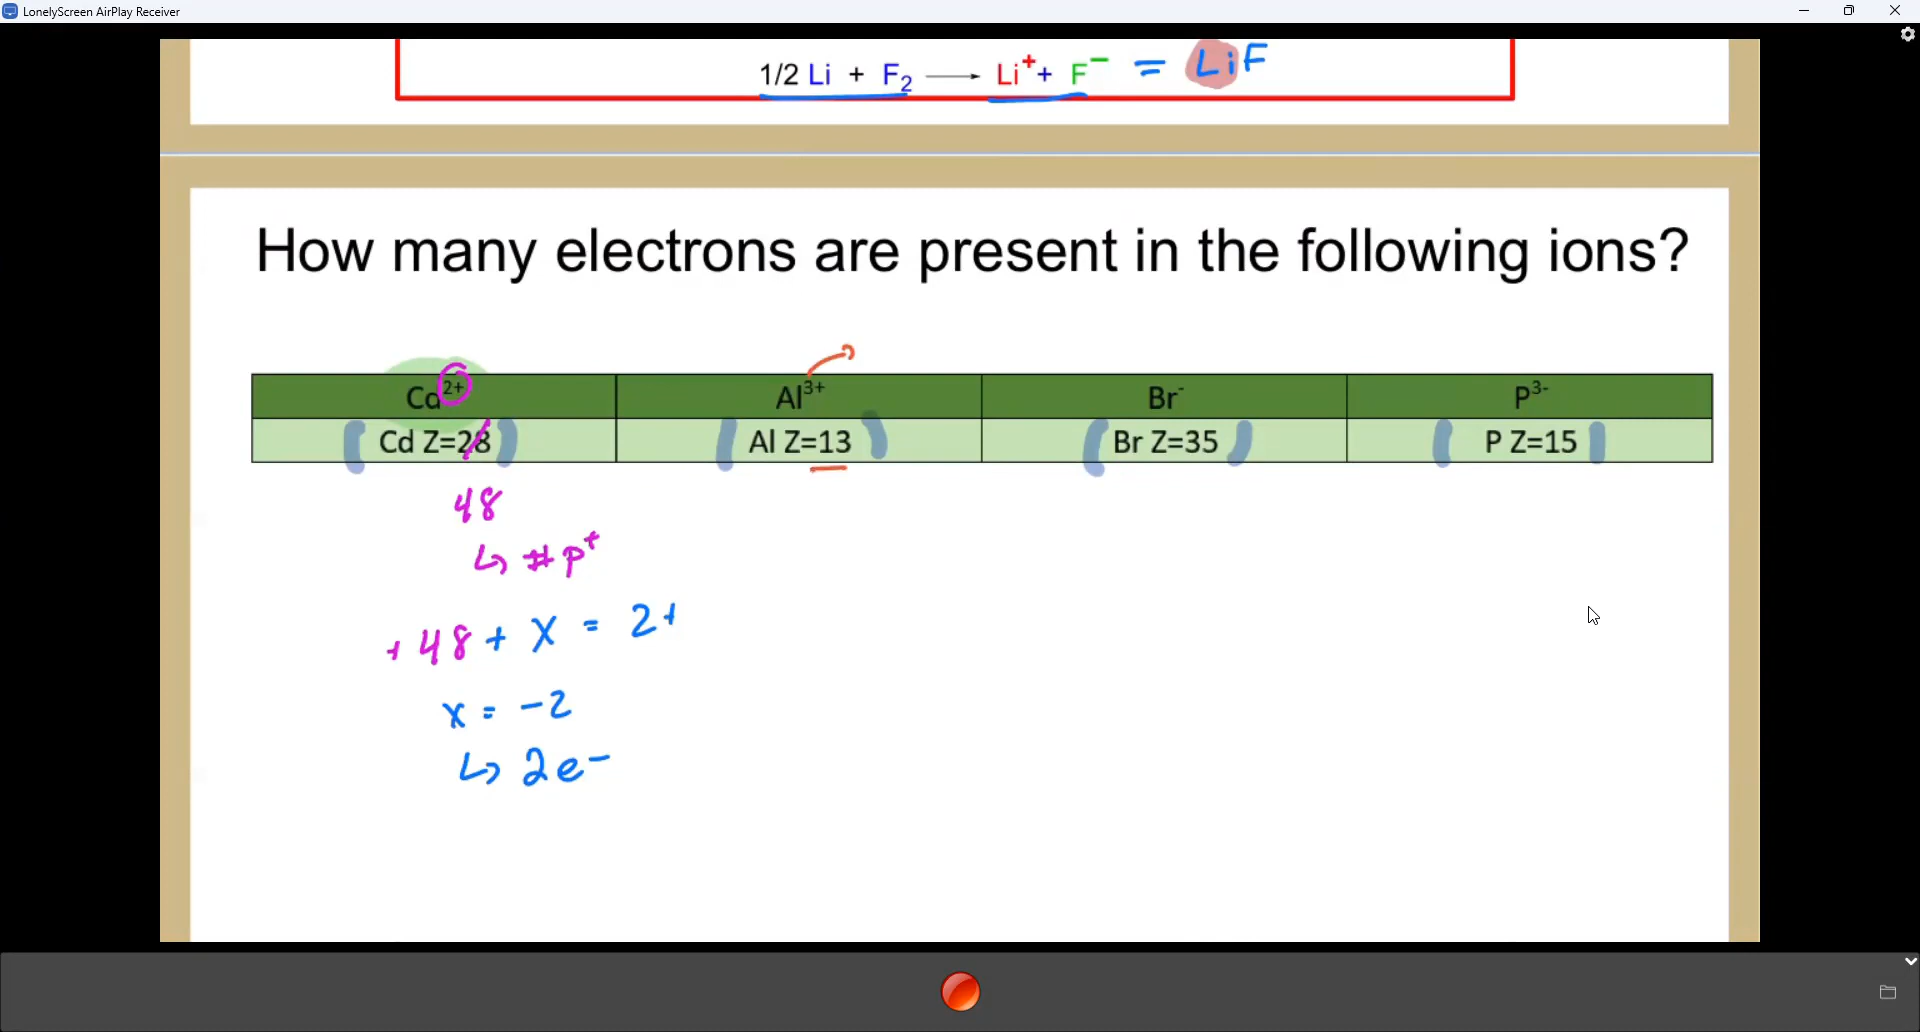 LonelyScreen AirPlay Receiver
1/2 Li + F₂ ⟶ Li⁺ + F⁻ = LiF
How many electrons are present in the following ions?
Cd²⁺ Al³⁺ Br⁻ P³⁻
Cd Z=28 Al Z=13 Br Z=35 P Z=15
48
↳ #p⁺
+48 + x = 2+
x = -2
↳ 2e⁻